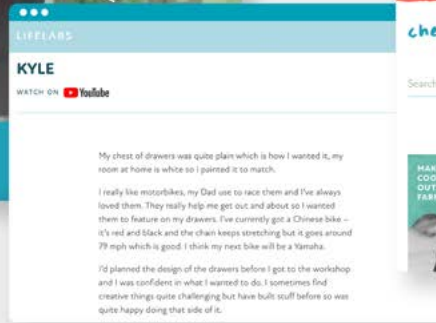 LIFELABS
KYLE
WATCH ON YouTube
My chest of drawers was quite plain which is how I wanted it, my
room at home is white so i painted it to match.
I really like motorbikes, my Dad use to race them and I've always
loved them. They really help me get out and about so I wanted
them to feature on my drawers. I've currently got a Chinese bike –
it's red and black and the chain keeps stretching but it goes around
79 mph which is good. I think my next bike will be a Yamaha.
I'd planned the design of the drawers before I got to the workshop
and I was confident in what I wanted to do. I sometimes find
creative things quite challenging but have built stuff before so was
quite happy doing that side of it.
che
Search
MAK
COO
OUT
FAB